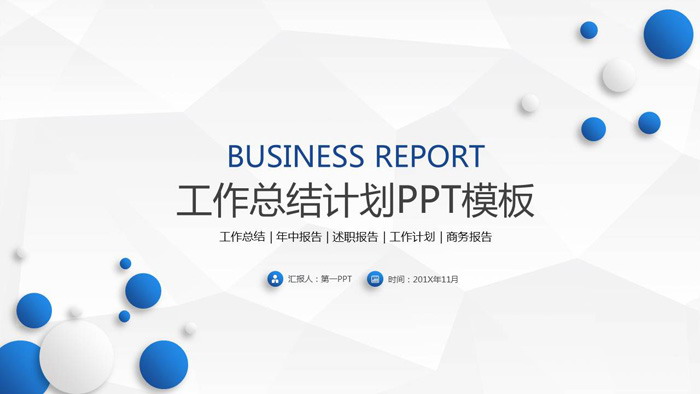 BUSINESS REPORT
工作总结计划PPT模板
工作总结 | 年中报告 | 述职报告 | 工作计划 | 商务报告
汇报人：第一PPT 时间：201X年11月